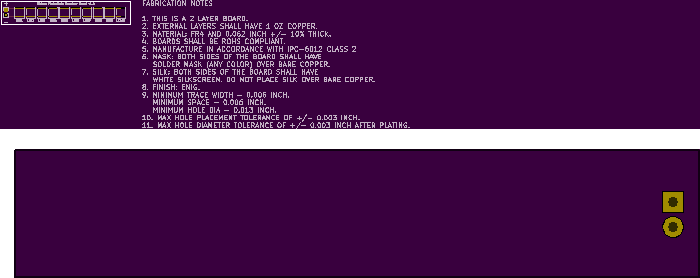 FABRICATION NOTES
1. THIS IS A 2 LAYER BOARD.
2. EXTERNAL LAYERS SHALL HAVE 1 OZ COPPER.
3. MATERIAL: FR4 AND 0.062 INCH +/- 10% THICK.
4. BOARDS SHALL BE ROHS COMPLIANT.
5. MANUFACTURE IN ACCORDANCE WITH IPC-6012 CLASS 2
6. MASK: BOTH SIDES OF THE BOARD SHALL HAVE
SOLDER MASK (ANY COLOR) OVER BARE COPPER.
7. SILK: BOTH SIDES OF THE BOARD SHALL HAVE
WHITE SILKSCREEN. DO NOT PLACE SILK OVER BARE COPPER.
8. FINISH: ENIG.
9. MINIMUM TRACE WIDTH - 0.006 INCH.
MINIMUM SPACE - 0.006 INCH.
MINIMUM HOLE DIA - 0.013 INCH.
10. MAX HOLE PLACEMENT TOLERANCE OF +/- 0.003 INCH.
11. MAX HOLE DIAMETER TOLERANCE OF +/- 0.003 INCH AFTER PLATING.